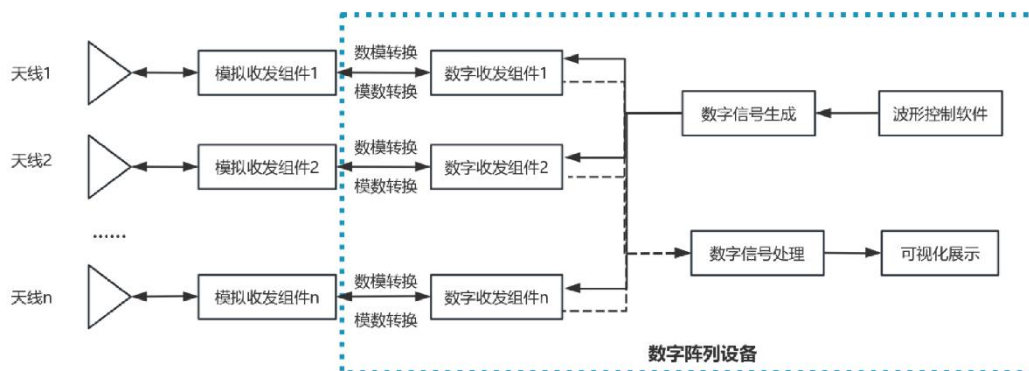 天线1
模拟收发组件1
数模转换
模数转换
数字收发组件1
数字信号生成
波形控制软件
天线2
模拟收发组件2
数模转换
模数转换
数字收发组件2
......
数字信号处理
可视化展示
天线n
模拟收发组件n
数模转换
模数转换
数字收发组件n
数字阵列设备